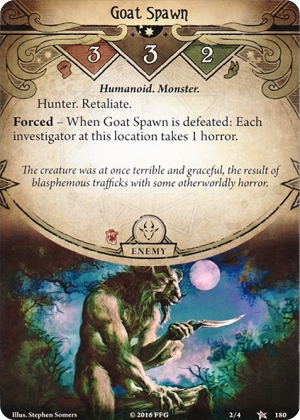 Goat Spawn
3 3 2
Humanoid. Monster.
Hunter. Retaliate.
Forced – When Goat Spawn is defeated: Each
investigator at this location takes 1 horror.
The creature was at once terrible and graceful, the result of
blasphemous trafficks with some otherworldly horror.
ENEMY
Illus. Stephen Somers © 2016 FFG 2/4 180